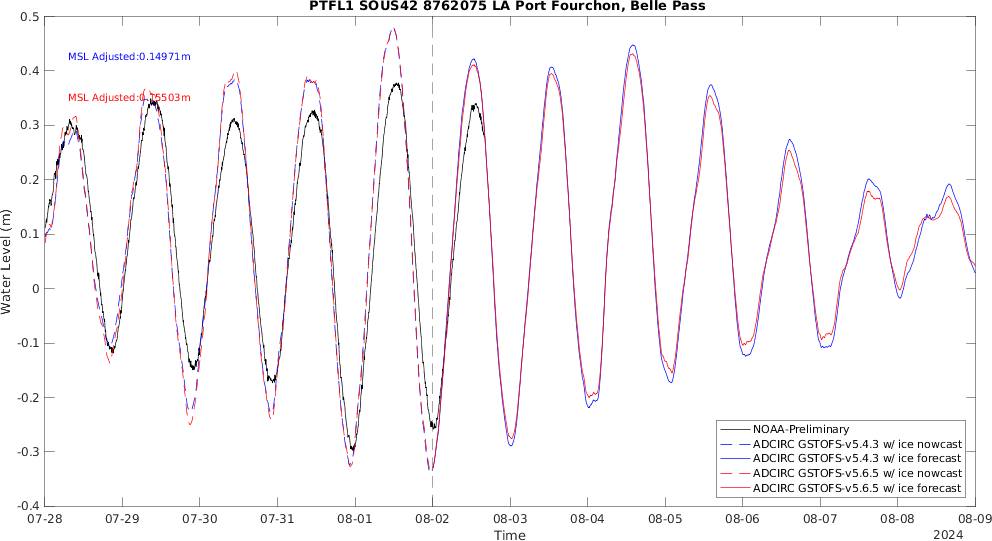 PTFL1 SOUS42 8762075 LA Port Fourchon, Belle Pass
0.5
0.4
0.3
0.2
0.1
0
-0.1
-0.2
-0.3
-0.4
Water Level (m)
MSL Adjusted:0.14971m
MSL Adjusted:0.15503m
NOAA-Preliminary
ADCIRC GSTOFS-v5.4.3 w/ ice nowcast
ADCIRC GSTOFS-v5.4.3 w/ ice forecast
ADCIRC GSTOFS-v5.6.5 w/ ice nowcast
ADCIRC GSTOFS-v5.6.5 w/ ice forecast
07-28 07-29 07-30 07-31 08-01 08-02 08-03 08-04 08-05 08-06 08-07 08-08 08-09
Time
2024